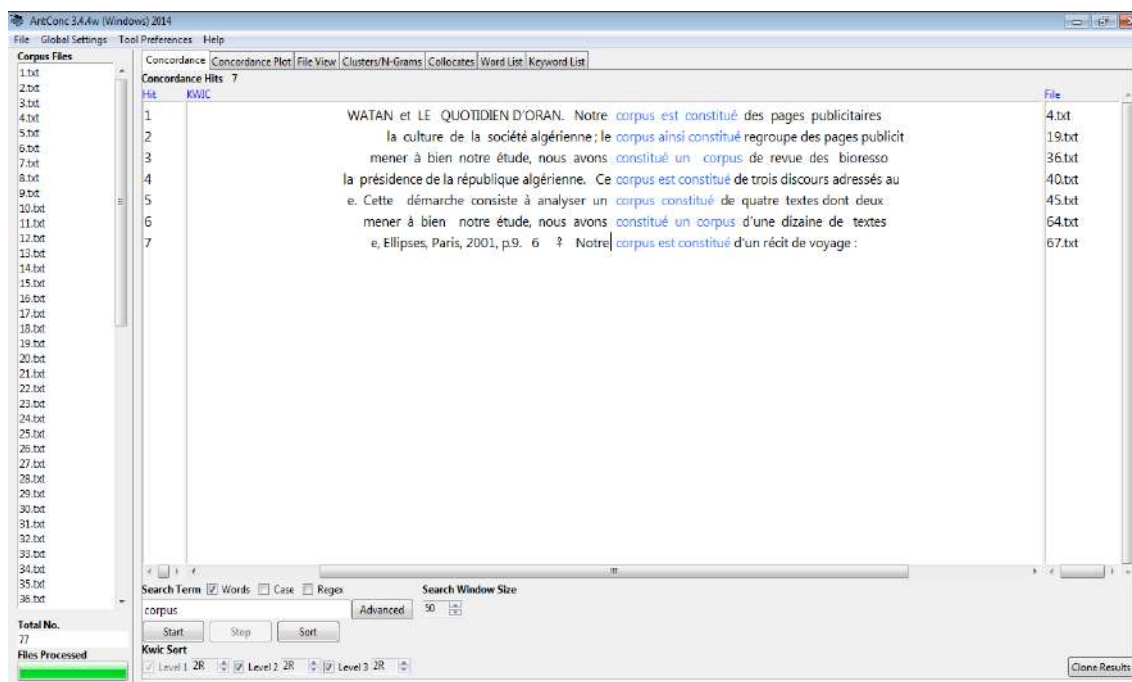 AntConc 3.4.4w (Windows) 2014
File Global Settings Tool Preferences Help
Corpus Files
1.txt
2.txt
3.txt
4.txt
5.txt
6.txt
7.txt
8.txt
9.txt
10.txt
11.txt
12.txt
13.txt
14.txt
15.txt
16.txt
17.txt
18.txt
19.txt
20.txt
21.txt
22.txt
23.txt
24.txt
25.txt
26.txt
27.txt
28.txt
29.txt
30.txt
31.txt
32.txt
33.txt
34.txt
35.txt
36.txt
Total No.
77
Files Processed
Concordance Concordance Plot File View Clusters/N-Grams Collocates Word List Keyword List
Concordance Hits 7
Hit KWIC File
1 WATAN et LE QUOTIDIEN D'ORAN. Notre corpus est constitué des pages publicitaires 4.txt
2 la culture de la société algérienne ; le corpus ainsi constitué regroupe des pages publicit 19.txt
3 mener à bien notre étude, nous avons constitué un corpus de revue des bioresso 36.txt
4 la présidence de la république algérienne. Ce corpus est constitué de trois discours adressés au 40.txt
5 e. Cette démarche consiste à analyser un corpus constitué de quatre textes dont deux 45.txt
6 mener à bien notre étude, nous avons constitué un corpus d'une dizaine de textes 64.txt
7 e, Ellipses, Paris, 2001, p.9. 6 ♀ Notre corpus est constitué d'un récit de voyage : 67.txt
Search Term Words Case Regex Search Window Size
corpus Advanced 50
Start Stop Sort
Kwic Sort
Level 1 2R Level 2 2R Level 3 2R Clone Results